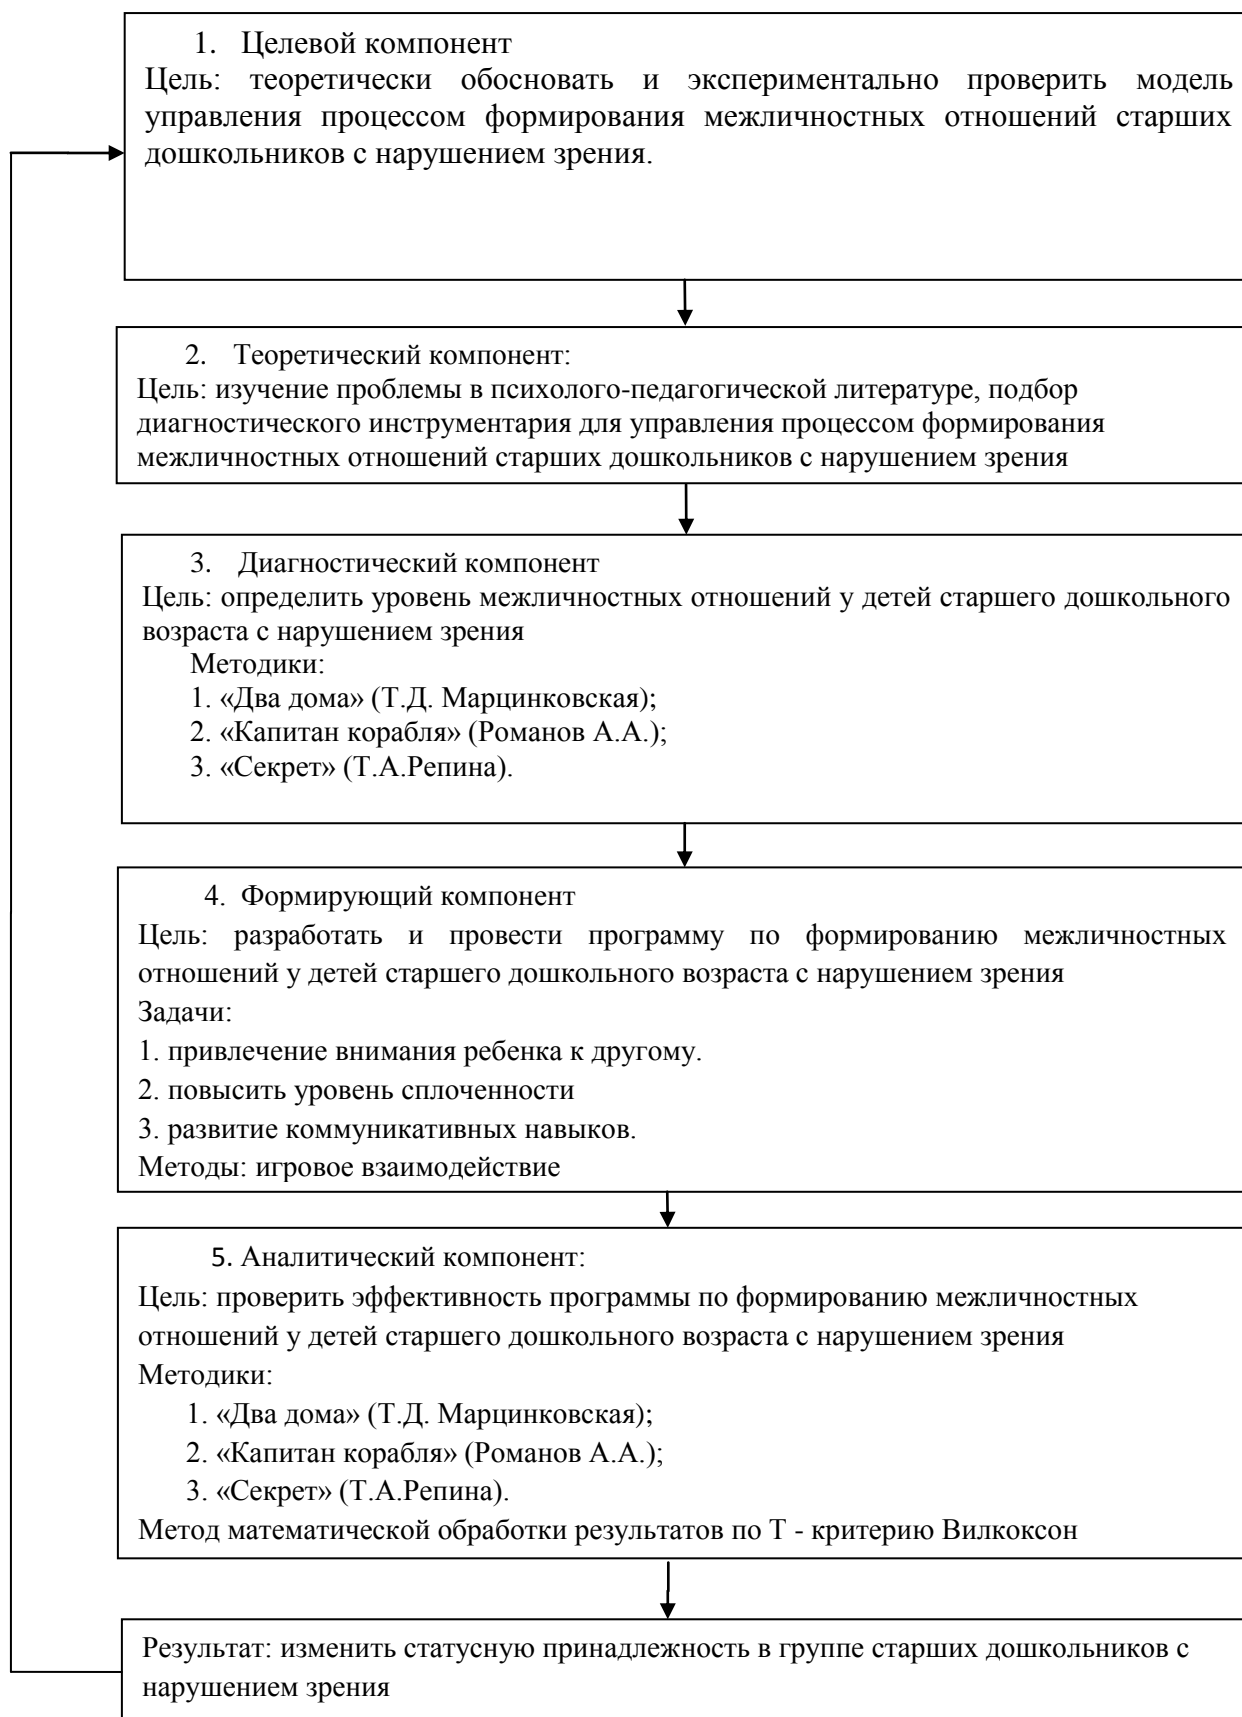 1. Целевой компонент
Цель: теоретически обосновать и экспериментально проверить модель
управления процессом формирования межличностных отношений старших
дошкольников с нарушением зрения.
2. Теоретический компонент:
Цель: изучение проблемы в психолого-педагогической литературе, подбор
диагностического инструментария для управления процессом формирования
межличностных отношений старших дошкольников с нарушением зрения
3. Диагностический компонент
Цель: определить уровень межличностных отношений у детей старшего дошкольного
возраста с нарушением зрения
Методики:
1. «Два дома» (Т.Д. Марцинковская);
2. «Капитан корабля» (Романов А.А.);
3. «Секрет» (Т.А.Репина).
4. Формирующий компонент
Цель: разработать и провести программу по формированию межличностных
отношений у детей старшего дошкольного возраста с нарушением зрения
Задачи:
1. привлечение внимания ребенка к другому.
2. повысить уровень сплоченности
3. развитие коммуникативных навыков.
Методы: игровое взаимодействие
5. Аналитический компонент:
Цель: проверить эффективность программы по формированию межличностных
отношений у детей старшего дошкольного возраста с нарушением зрения
Методики:
1. «Два дома» (Т.Д. Марцинковская);
2. «Капитан корабля» (Романов А.А.);
3. «Секрет» (Т.А.Репина).
Метод математической обработки результатов по Т - критерию Вилкоксон
Результат: изменить статусную принадлежность в группе старших дошкольников с
нарушением зрения